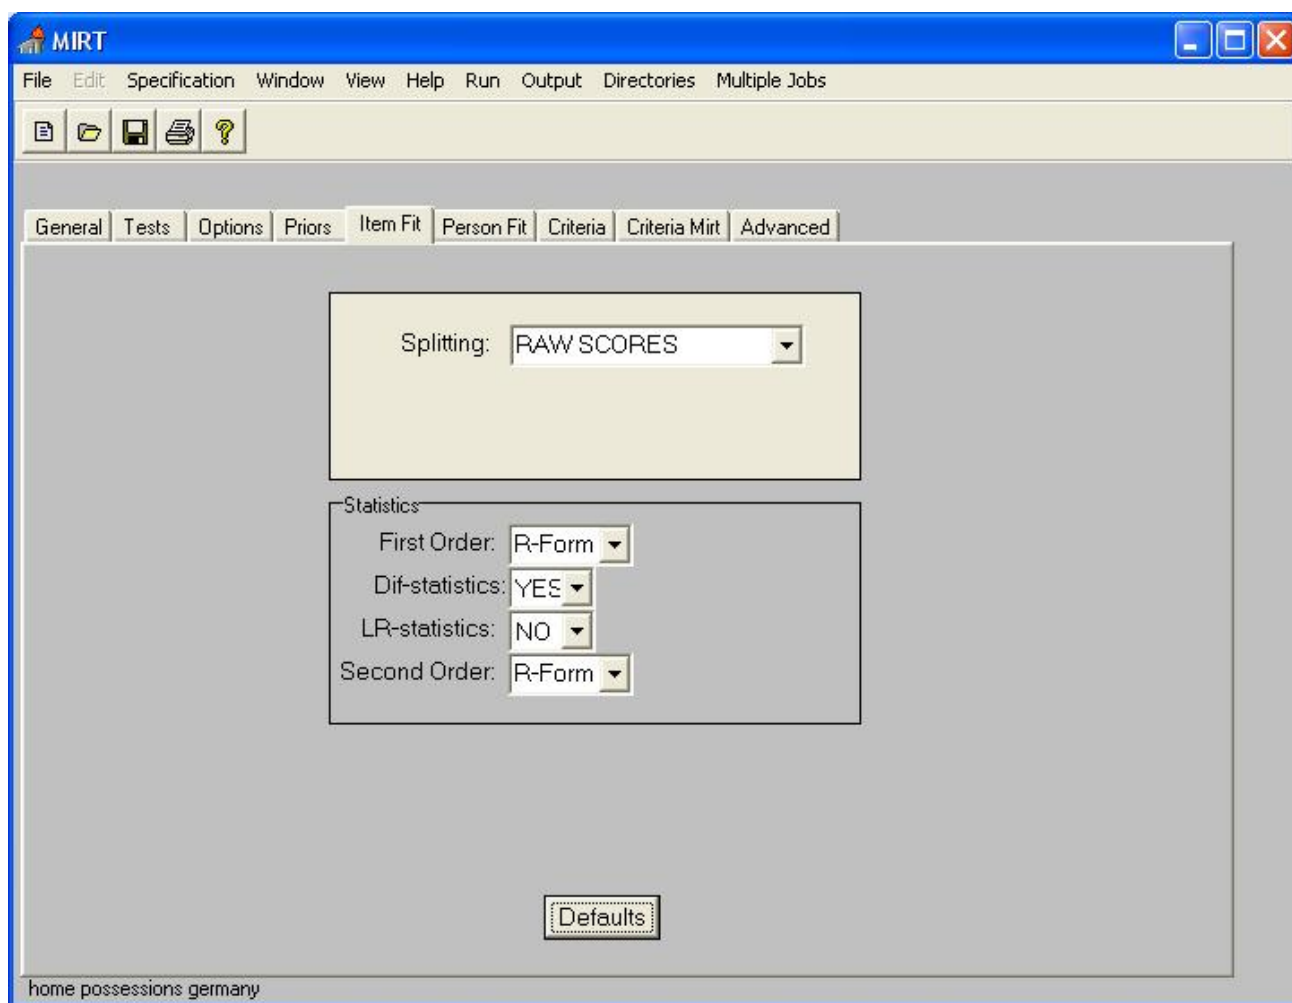 MIRT
File Edit Specification Window View Help Run Output Directories Multiple Jobs
General Tests Options Priors Item Fit Person Fit Criteria Criteria Mirt Advanced
Splitting: RAW SCORES
Statistics
First Order: R-Form
Dif-statistics: YES
LR-statistics: NO
Second Order: R-Form
Defaults
home possessions germany